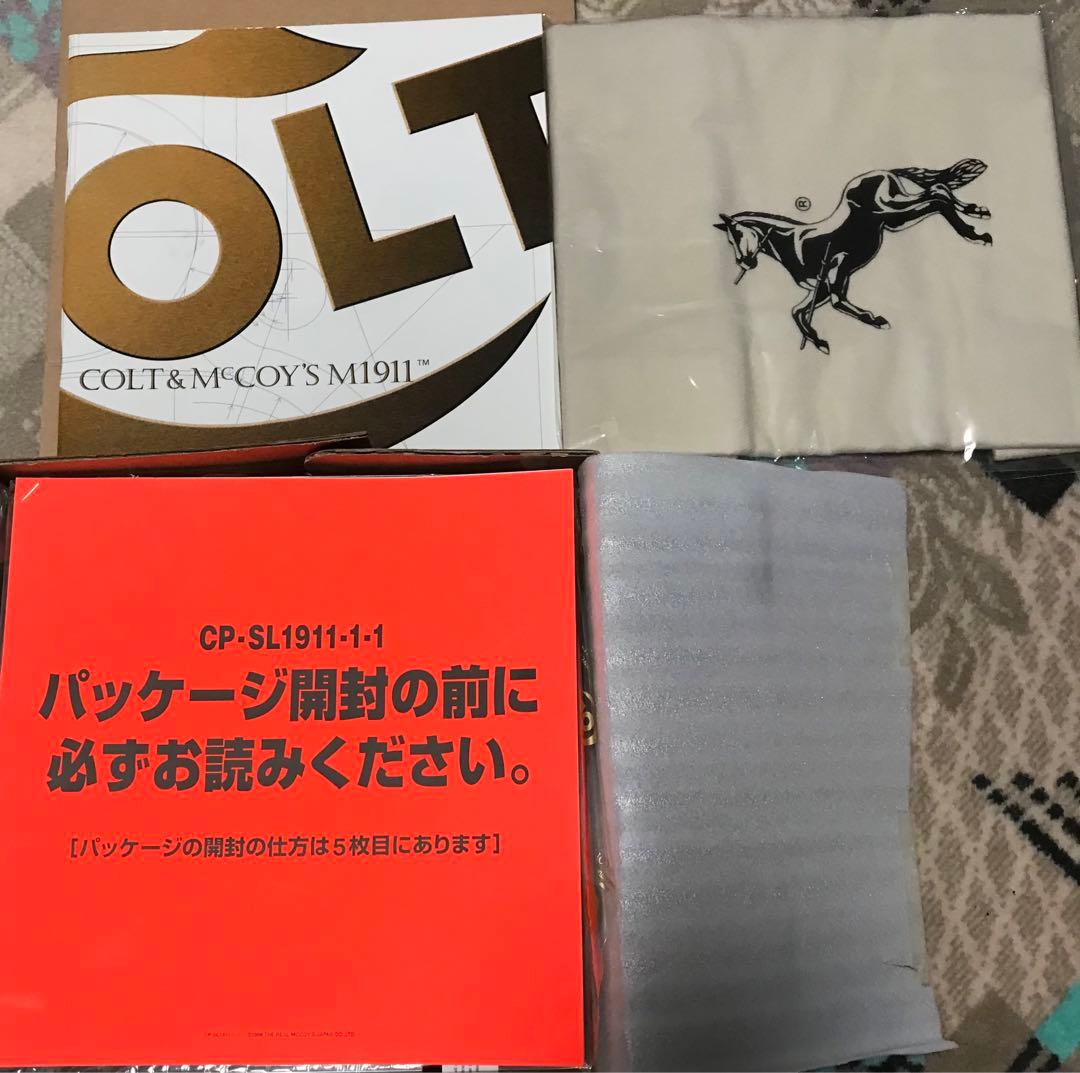 OLT
COLT & McCOY'S M1911™
®
CP-SL1911-1-1
パッケージ開封の前に
必ずお読みください。
[パッケージの開封の仕方は5枚目にあります]